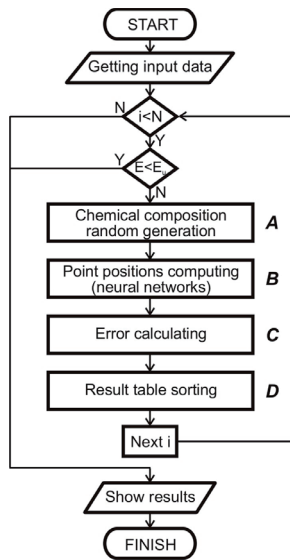 START
Getting input data
N
i<N
Y
Y
E<Eu
N
Chemical composition
random generation
A
Point positions computing
(neural networks)
B
Error calculating
C
Result table sorting
D
Next i
Show results
FINISH